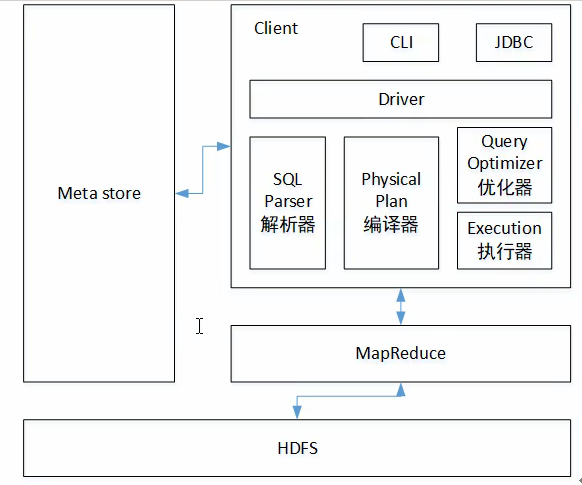 Client
CLI
JDBC
Driver
Meta store
SQL
Parser
解析器
Physical
Plan
编译器
Query
Optimizer
优化器
Execution
执行器
MapReduce
HDFS